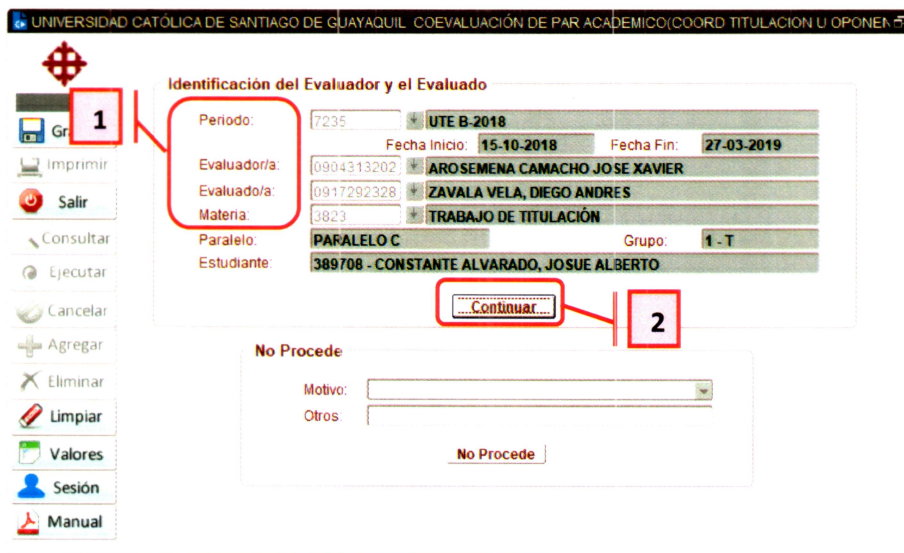 UNIVERSIDAD CATÓLICA DE SANTIAGO DE GUAYAQUIL COEVALUACIÓN DE PAR ACADEMICO(COORD TITULACION U OPONEN
Identificación del Evaluador y el Evaluado
1
Periodo: 7235 UTE B-2018
Fecha Inicio: 15-10-2018 Fecha Fin: 27-03-2019
Evaluador/a: 0904313202 AROSEMENA CAMACHO JOSE XAVIER
Evaluado/a: 0917292328 ZAVALA VELA, DIEGO ANDRES
Materia: 3823 TRABAJO DE TITULACIÓN
Paralelo: PARALELO C Grupo: 1 - T
Estudiante: 389708 - CONSTANTE ALVARADO, JOSUE ALBERTO
Continuar
2
No Procede
Motivo:
Otros:
No Procede
Gr
Imprimir
Salir
Consultar
Ejecutar
Cancelar
Agregar
Eliminar
Limpiar
Valores
Sesión
Manual